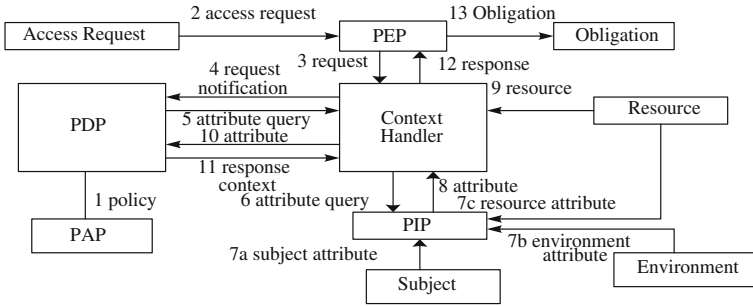 2 access request
13 Obligation
Access Request
PEP
Obligation
3 request
12 response
4 request
notification
9 resource
PDP
Context
Handler
Resource
5 attribute query
10 attribute
11 response
context
8 attribute
6 attribute query
7c resource attribute
1 policy
PAP
PIP
7a subject attribute
7b environment
attribute
Subject
Environment